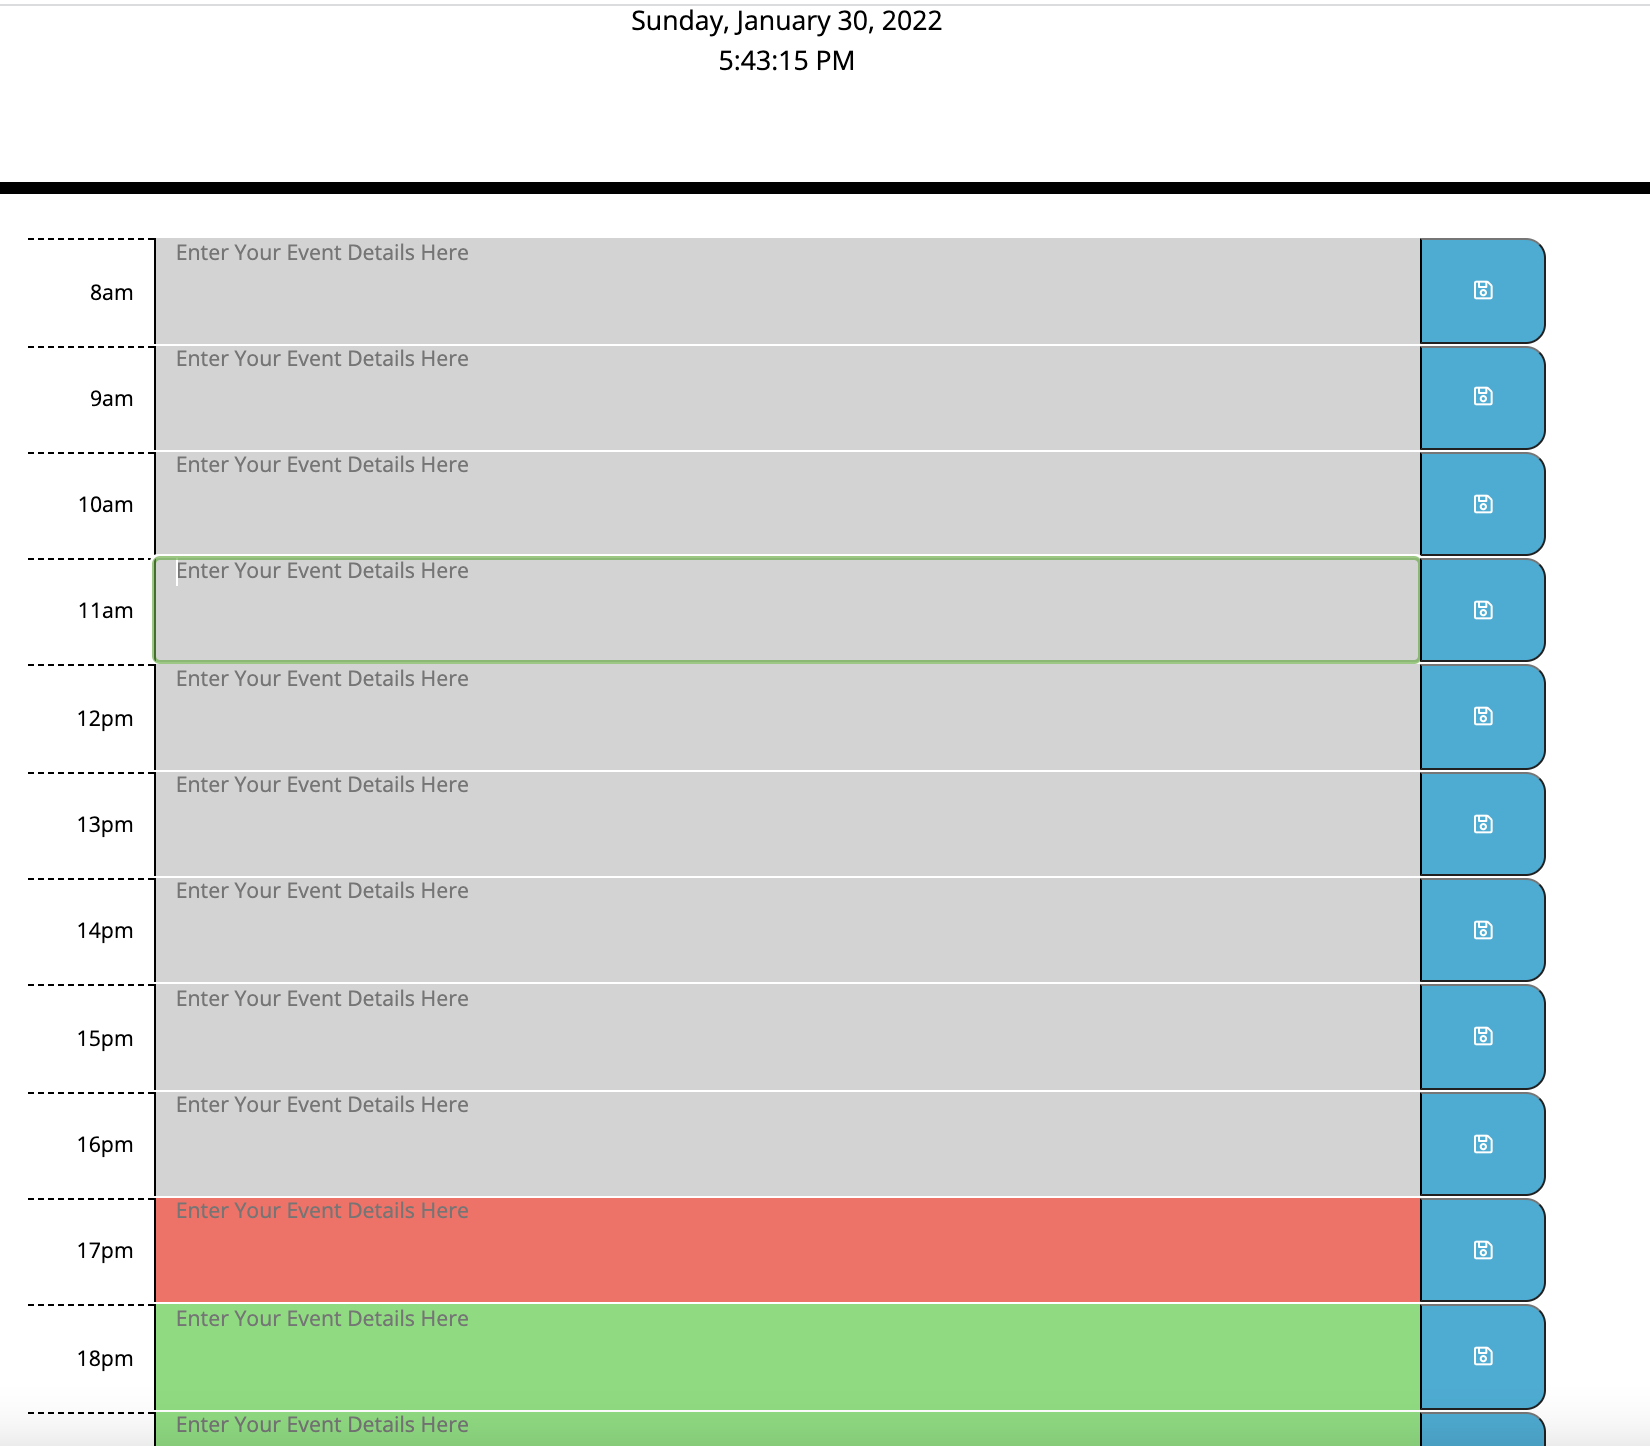 Sunday, January 30, 2022
5:43:15 PM
Enter Your Event Details Here
8am
Enter Your Event Details Here
9am
Enter Your Event Details Here
10am
Enter Your Event Details Here
11am
Enter Your Event Details Here
12pm
Enter Your Event Details Here
13pm
Enter Your Event Details Here
14pm
Enter Your Event Details Here
15pm
Enter Your Event Details Here
16pm
Enter Your Event Details Here
17pm
Enter Your Event Details Here
18pm
Enter Your Event Details Here